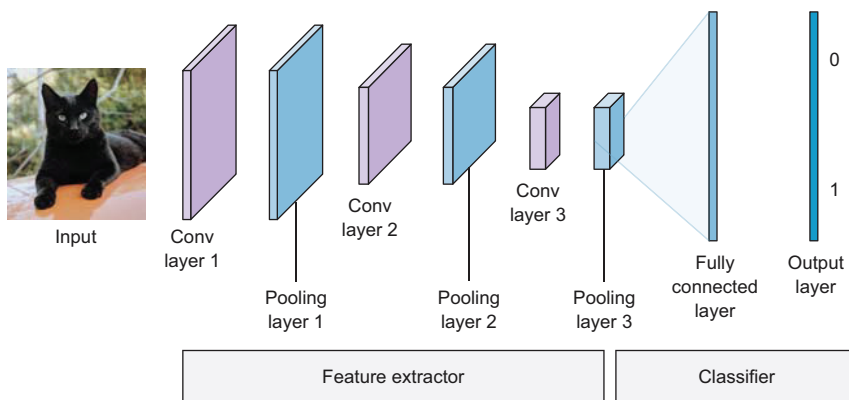 Input
Conv
layer 1
Pooling
layer 1
Conv
layer 2
Pooling
layer 2
Conv
layer 3
Pooling
layer 3
Fully
connected
layer
0
1
Output
layer
Feature extractor
Classifier